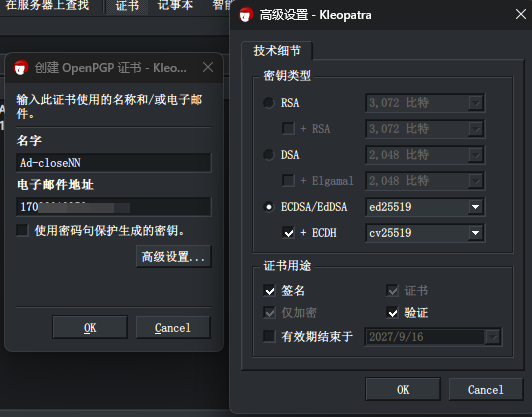 在服务器上查找
证书
记事本
智能
创建 OpenPGP 证书 - Kleo...
输入此证书使用的名称和/或电子邮
件。
名字
Ad-closeNN
电子邮件地址
使用密码句保护生成的密钥。
高级设置...
OK
Cancel
高级设置 - Kleopatra
技术细节
密钥类型
RSA
3,072 比特
+ RSA
3,072 比特
DSA
2,048 比特
+ Elgamal
2,048 比特
ECDSA/EdDSA
ed25519
+ ECDH
cv25519
证书用途
签名
证书
仅加密
验证
有效期结束于
2027/9/16
OK
Cancel